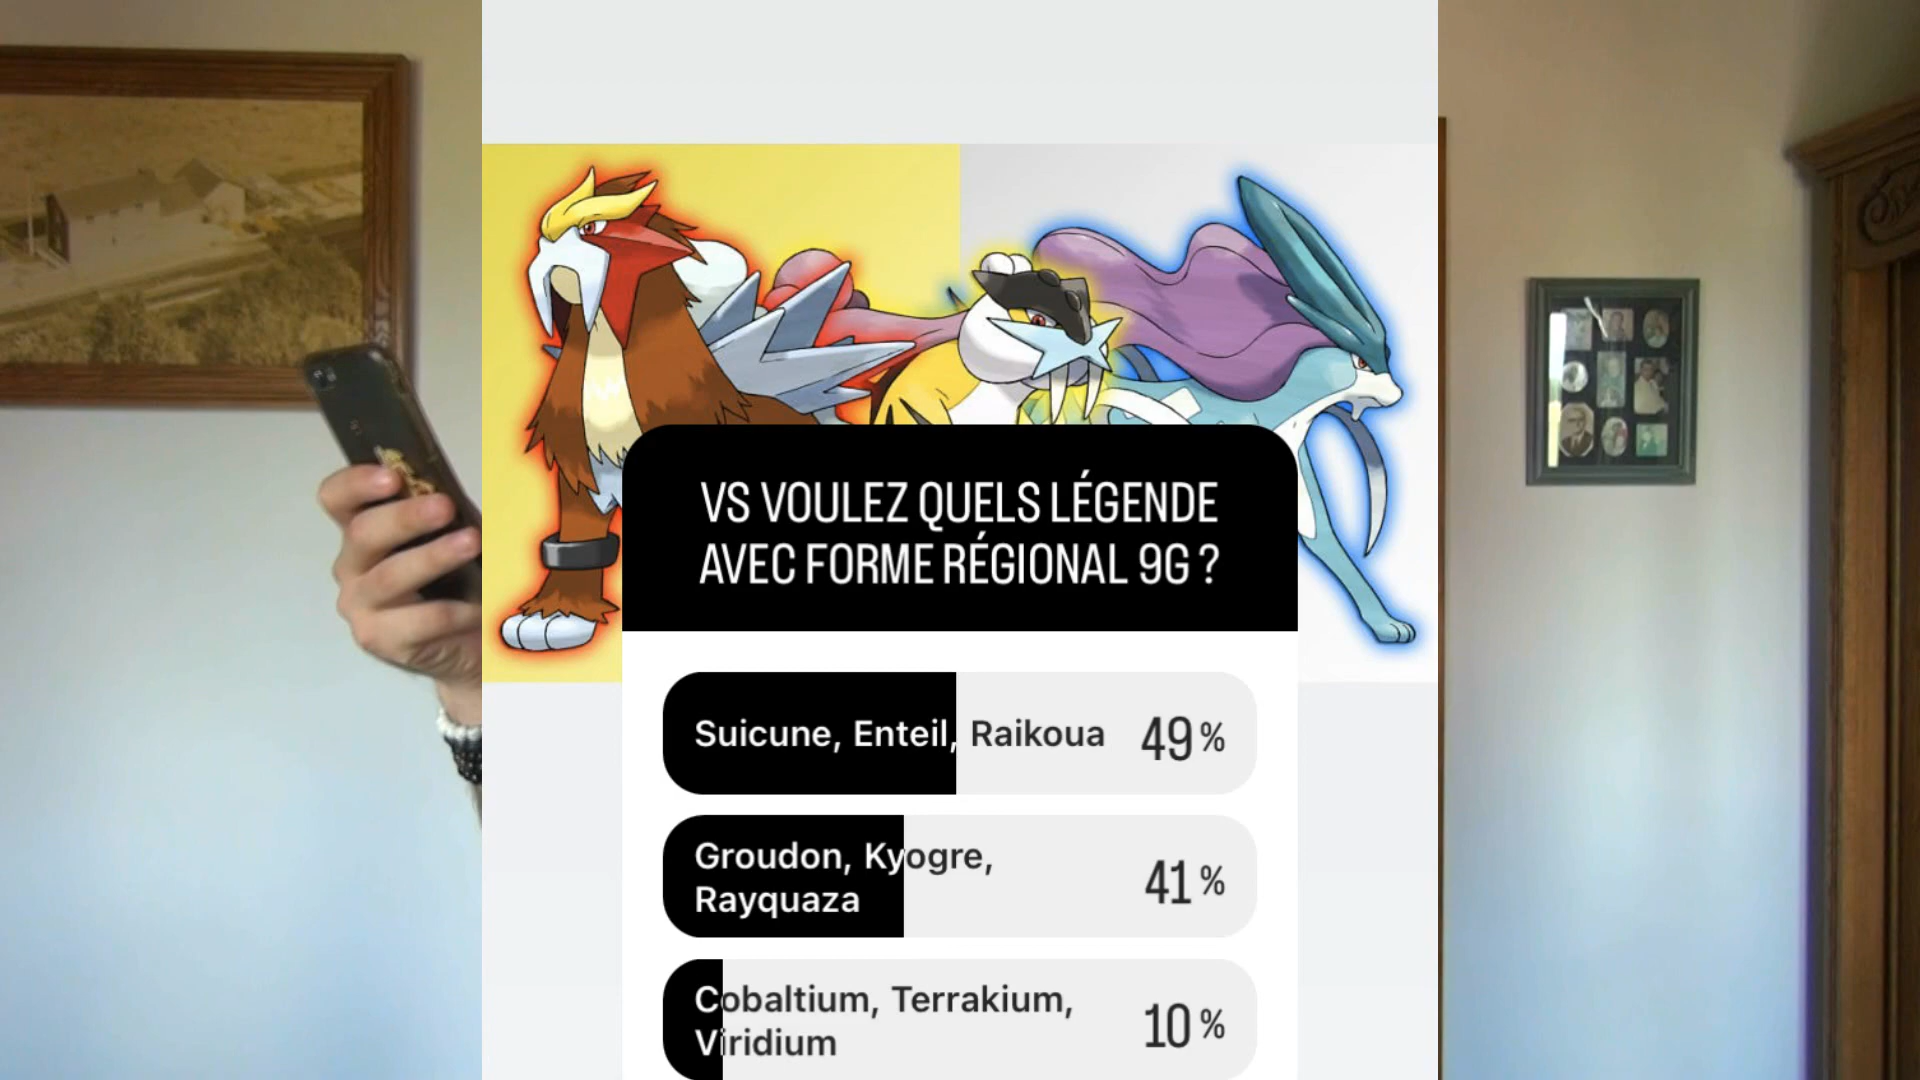 VS VOULEZ QUELS LÉGENDE
AVEC FORME RÉGIONAL 9G ?
Suicune, Enteil, Raikoua 49%
Groudon, Kyogre,
Rayquaza 41%
Cobaltium, Terrakium,
Viridium 10%